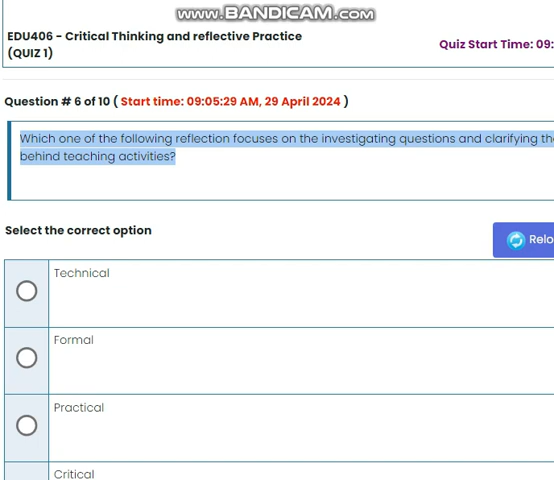 www.BANDICAM.com
EDU406 - Critical Thinking and reflective Practice
(QUIZ 1)
Quiz Start Time: 09:
Question # 6 of 10 ( Start time: 09:05:29 AM, 29 April 2024 )
Which one of the following reflection focuses on the investigating questions and clarifying the
behind teaching activities?
Select the correct option
Relo
Technical
Formal
Practical
Critical